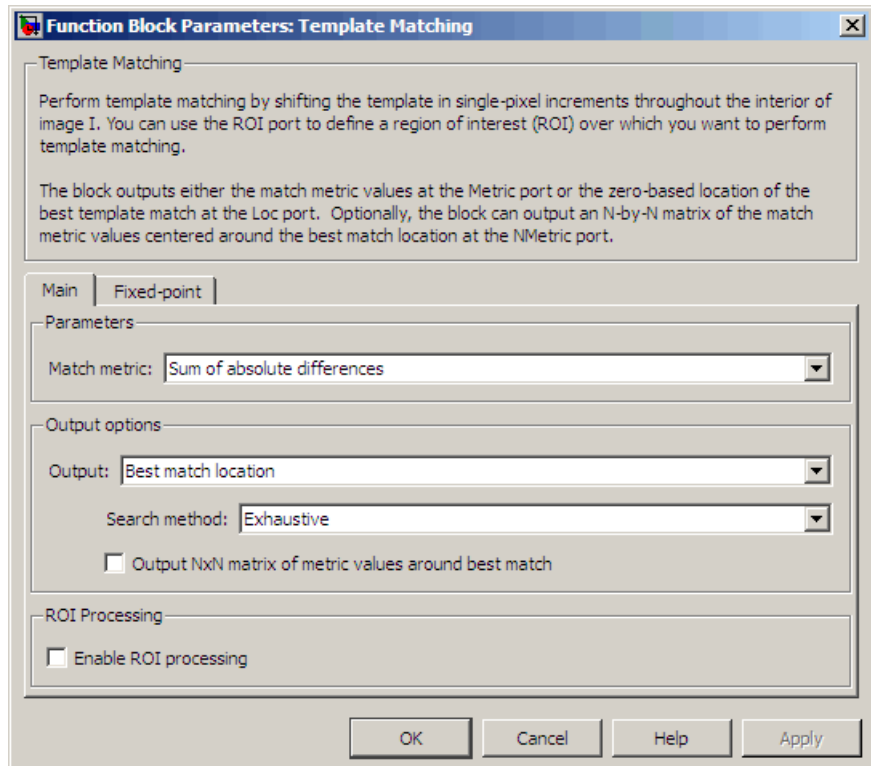 Function Block Parameters: Template Matching
Template Matching
Perform template matching by shifting the template in single-pixel increments throughout the interior of
image I. You can use the ROI port to define a region of interest (ROI) over which you want to perform
template matching.
The block outputs either the match metric values at the Metric port or the zero-based location of the
best template match at the Loc port.  Optionally, the block can output an N-by-N matrix of the match
metric values centered around the best match location at the NMetric port.
Main
Fixed-point
Parameters
Match metric: Sum of absolute differences
Output options
Output: Best match location
Search method: Exhaustive
Output NxN matrix of metric values around best match
ROI Processing
Enable ROI processing
OK
Cancel
Help
Apply